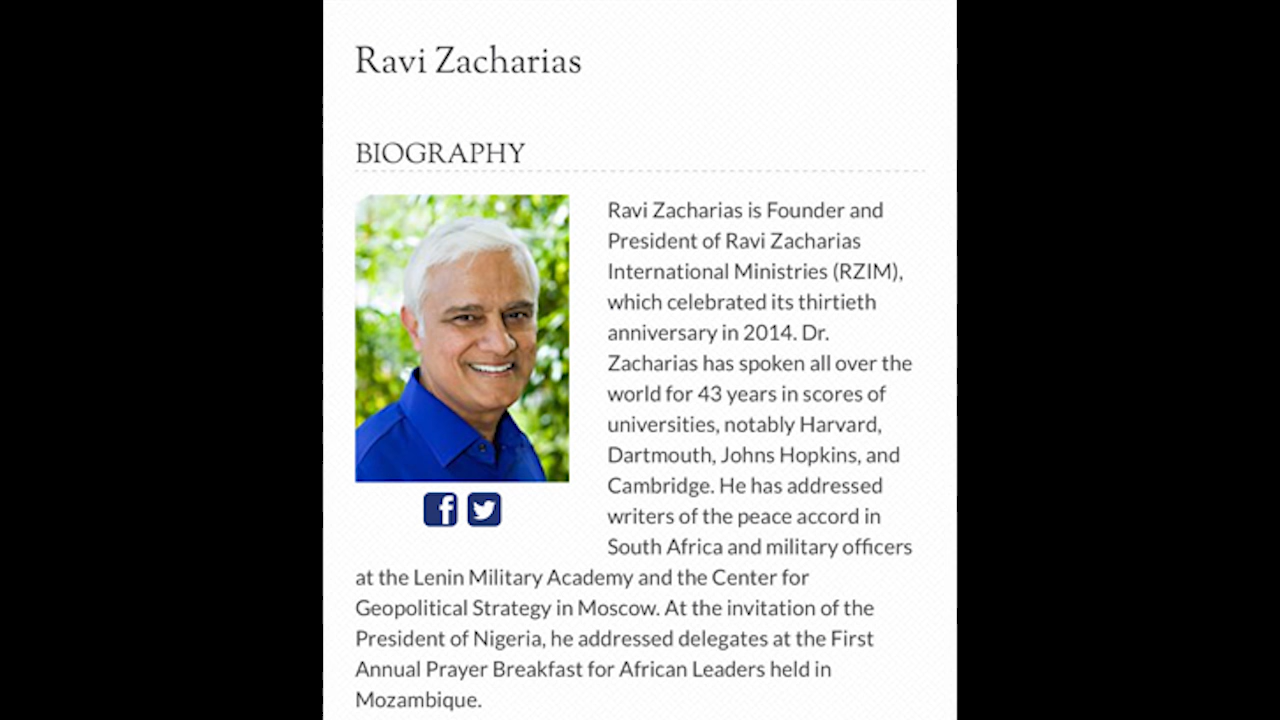 Ravi Zacharias
BIOGRAPHY
Ravi Zacharias is Founder and
President of Ravi Zacharias
International Ministries (RZIM),
which celebrated its thirtieth
anniversary in 2014. Dr.
Zacharias has spoken all over the
world for 43 years in scores of
universities, notably Harvard,
Dartmouth, Johns Hopkins, and
Cambridge. He has addressed
writers of the peace accord in
South Africa and military officers
at the Lenin Military Academy and the Center for
Geopolitical Strategy in Moscow. At the invitation of the
President of Nigeria, he addressed delegates at the First
Annual Prayer Breakfast for African Leaders held in
Mozambique.